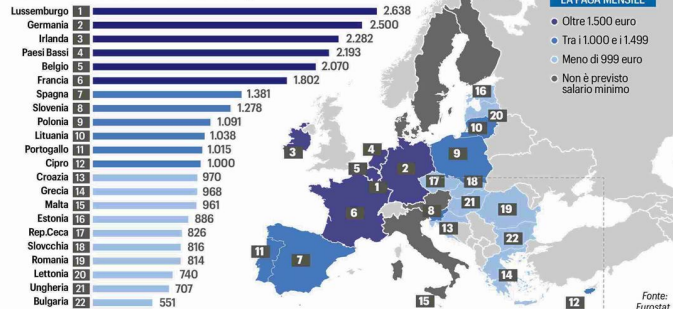 LA PAGA MENSILE
Oltre 1.500 euro
Tra i 1.000 e i 1.499
Meno di 999 euro
Non è previsto
salario minimo
Lussemburgo 1 2.638
Germania 2 2.500
Irlanda 3 2.282
Paesi Bassi 4 2.193
Belgio 5 2.070
Francia 6 1.802
Spagna 7 1.381
Slovenia 8 1.278
Polonia 9 1.091
Lituania 10 1.038
Portogallo 11 1.015
Cipro 12 1.000
Croazia 13 970
Grecia 14 968
Malta 15 961
Estonia 16 886
Rep.Ceca 17 826
Slovcchia 18 816
Romania 19 814
Lettonia 20 740
Ungheria 21 707
Bulgaria 22 551
16
20
10
3
4
2
9
5
17
18
1
21
19
6
8
13
22
11
7
14
15
12
Fonte:
Eurostat